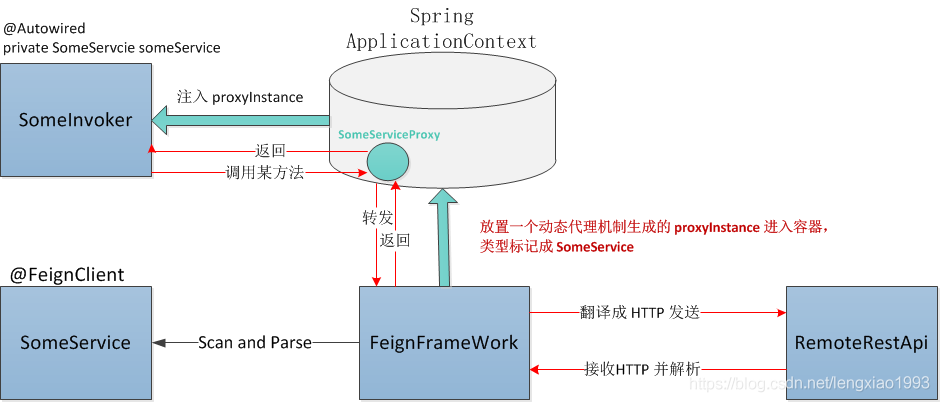 Spring
ApplicationContext
@Autowired
private SomeServcie someService
SomeInvoker
注入 proxyInstance
SomeServiceProxy
返回
调用某方法
转发
返回
放置一个动态代理机制生成的 proxyInstance 进入容器，
类型标记成 SomeService
@FeignClient
SomeService
Scan and Parse
FeignFrameWork
翻译成 HTTP 发送
接收HTTP 并解析
RemoteRestApi
https://blog.csdn.net/lengxiao1993